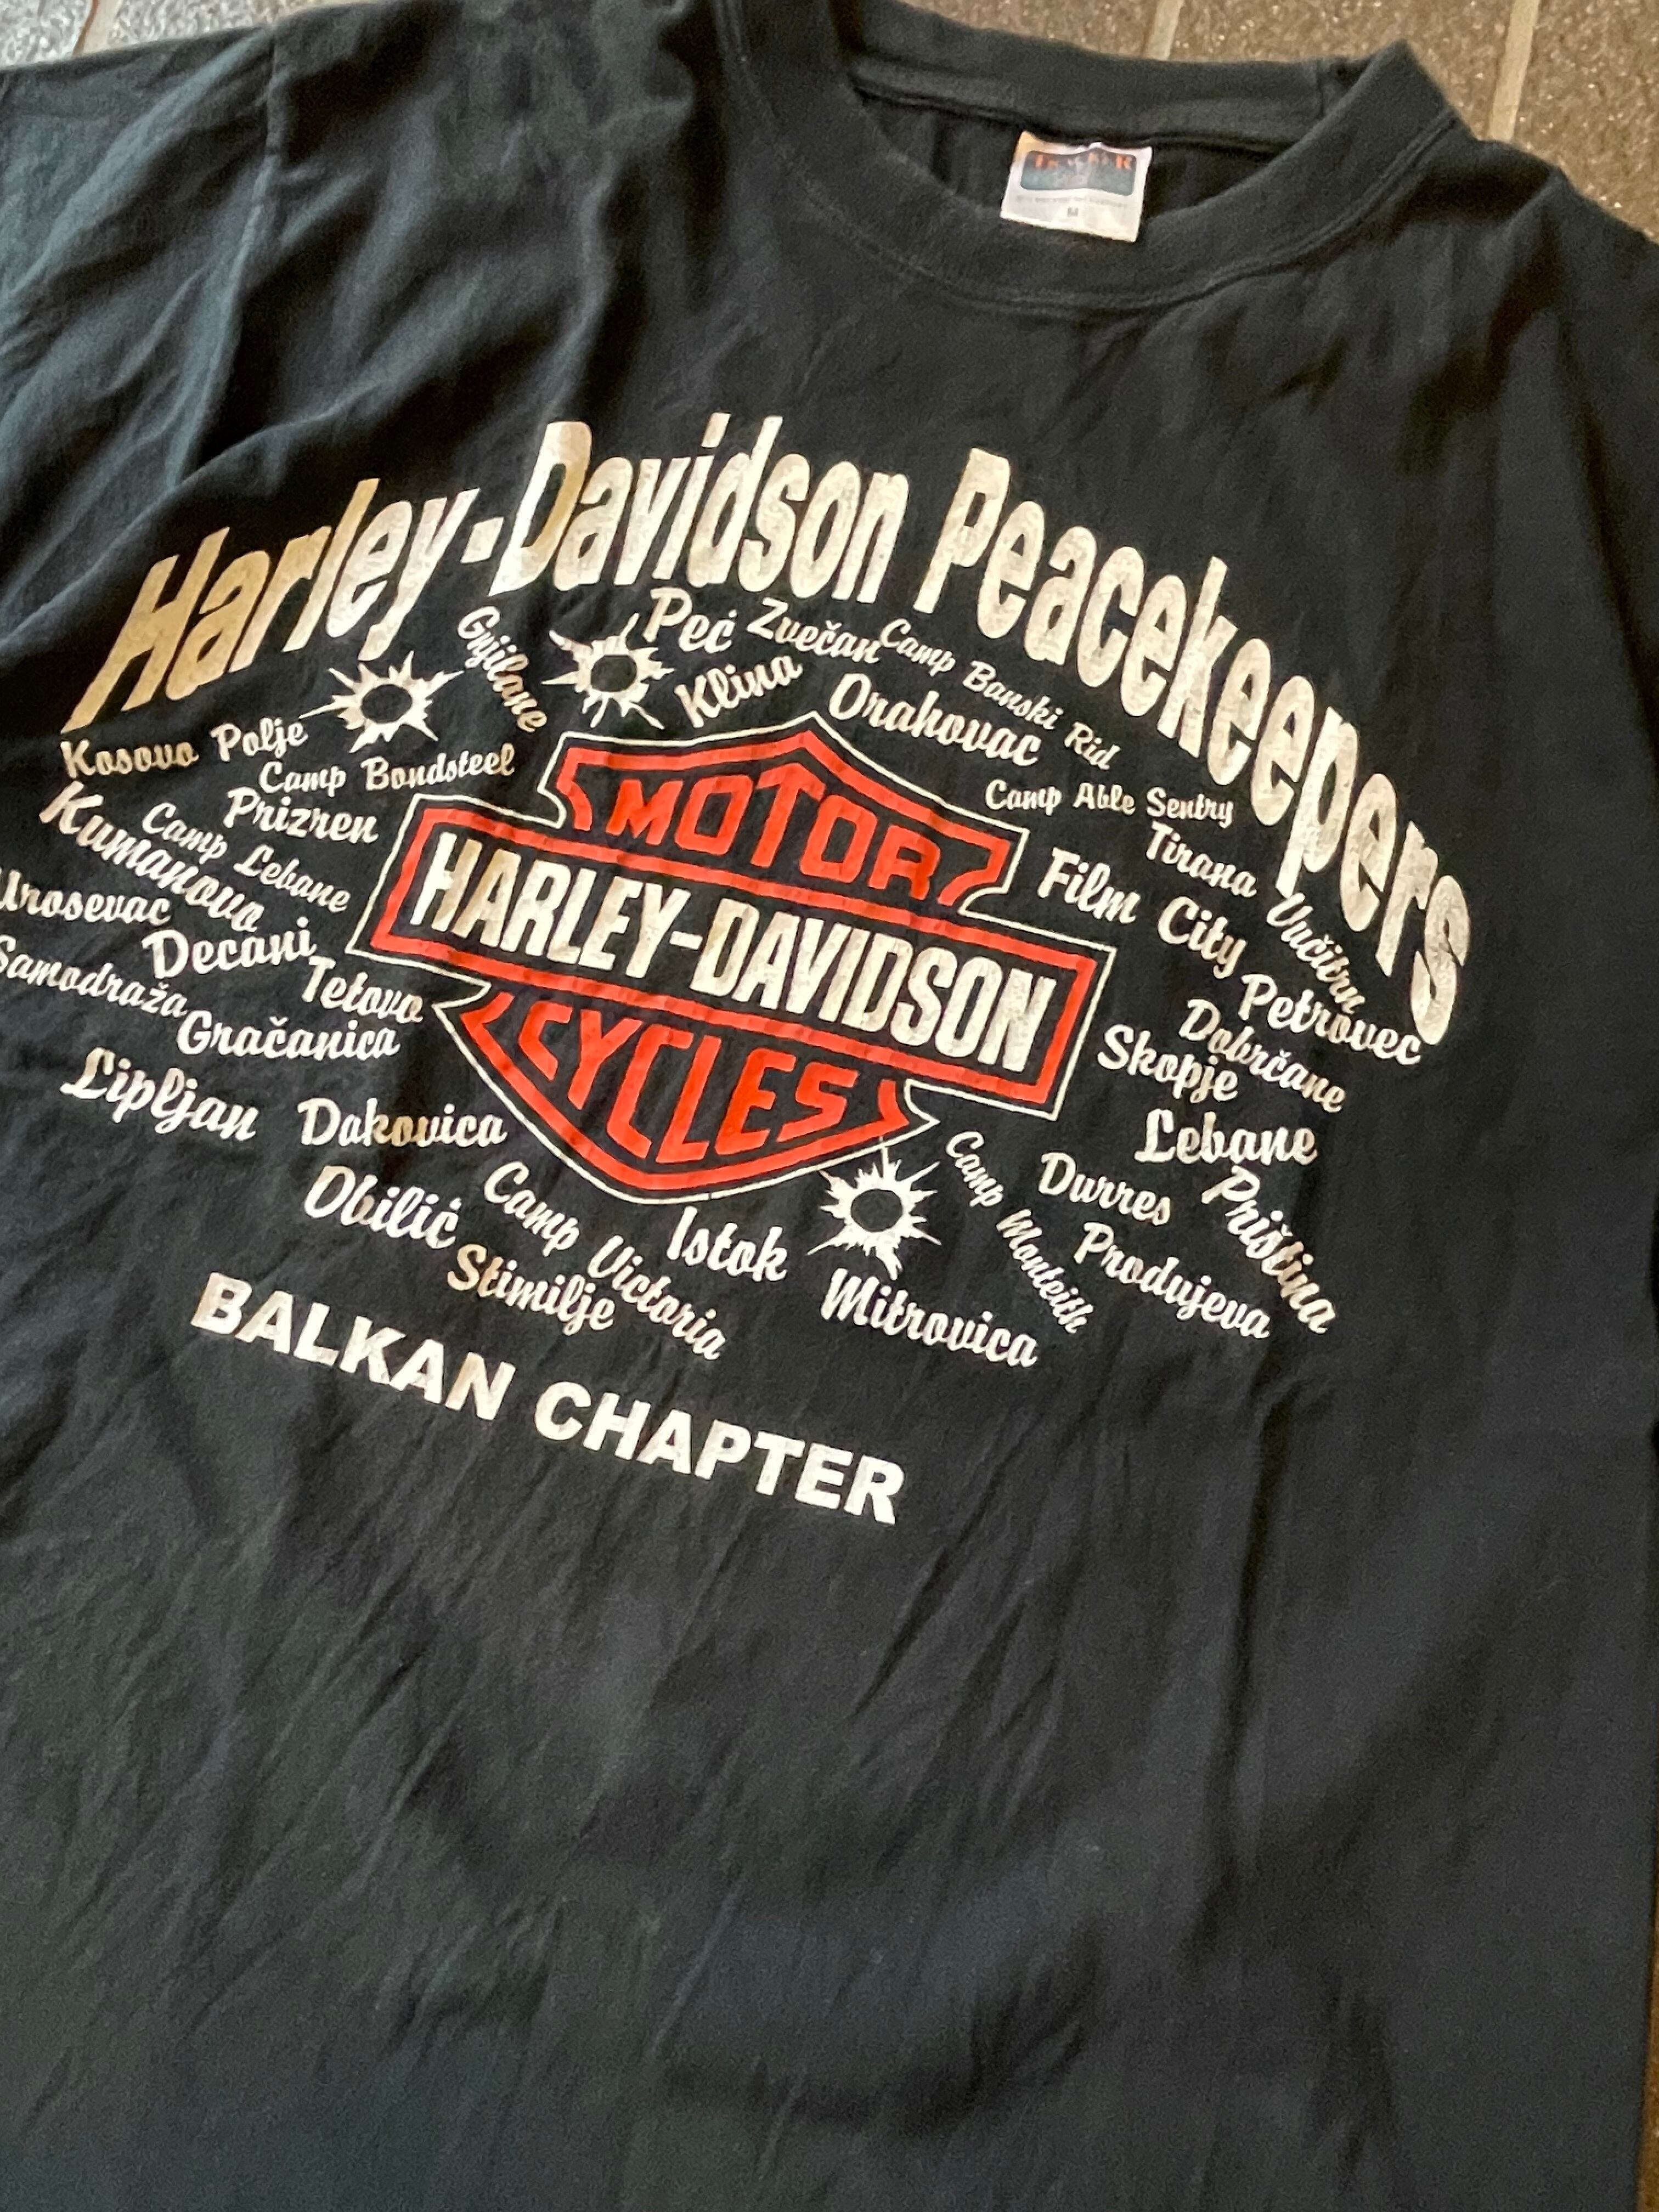 M
Harley-Davidson Peacekeepers
Gnjilane
Peć
Zvečan
Camp Banski Rid
Klina
Orahovac
Kosovo Polje
Camp Bondsteel
Camp Able Sentry
Prizren
Camp Lebane
Kumanova
Tirana
Film City
Vučitrn
Urosevac
Decani
Tetovo
Samodraža
Gračanica
MOTOR
HARLEY-DAVIDSON
CYCLES
Petrovec
Dobrčane
Skopje
Lebane
Lipljan
Dakovica
Obilić
Camp Victoria
Stimilje
Istok
Mitrovica
Camp Monteith
Durres
Produjeva
Priština
BALKAN CHAPTER